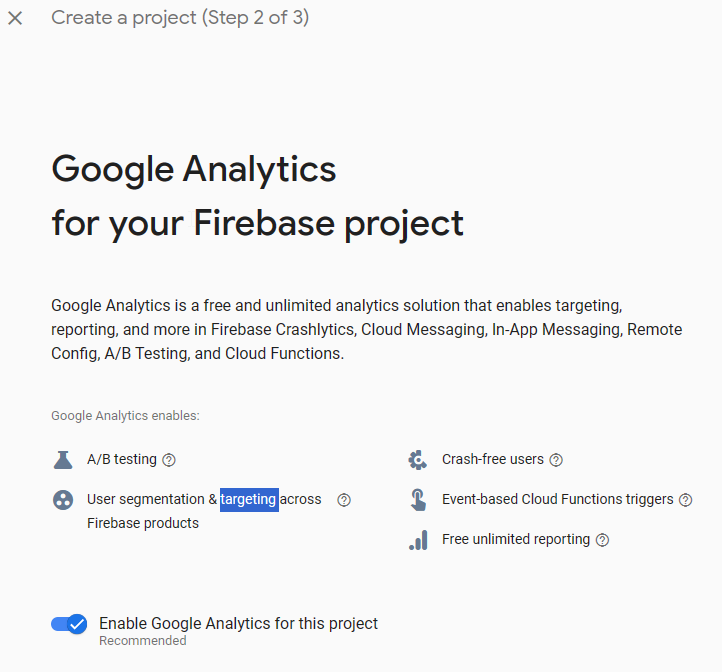 Create a project (Step 2 of 3)
Google Analytics
for your Firebase project
Google Analytics is a free and unlimited analytics solution that enables targeting,
reporting, and more in Firebase Crashlytics, Cloud Messaging, In-App Messaging, Remote
Config, A/B Testing, and Cloud Functions.
Google Analytics enables:
A/B testing
User segmentation & targeting across
Firebase products
Crash-free users
Event-based Cloud Functions triggers
Free unlimited reporting
Enable Google Analytics for this project
Recommended